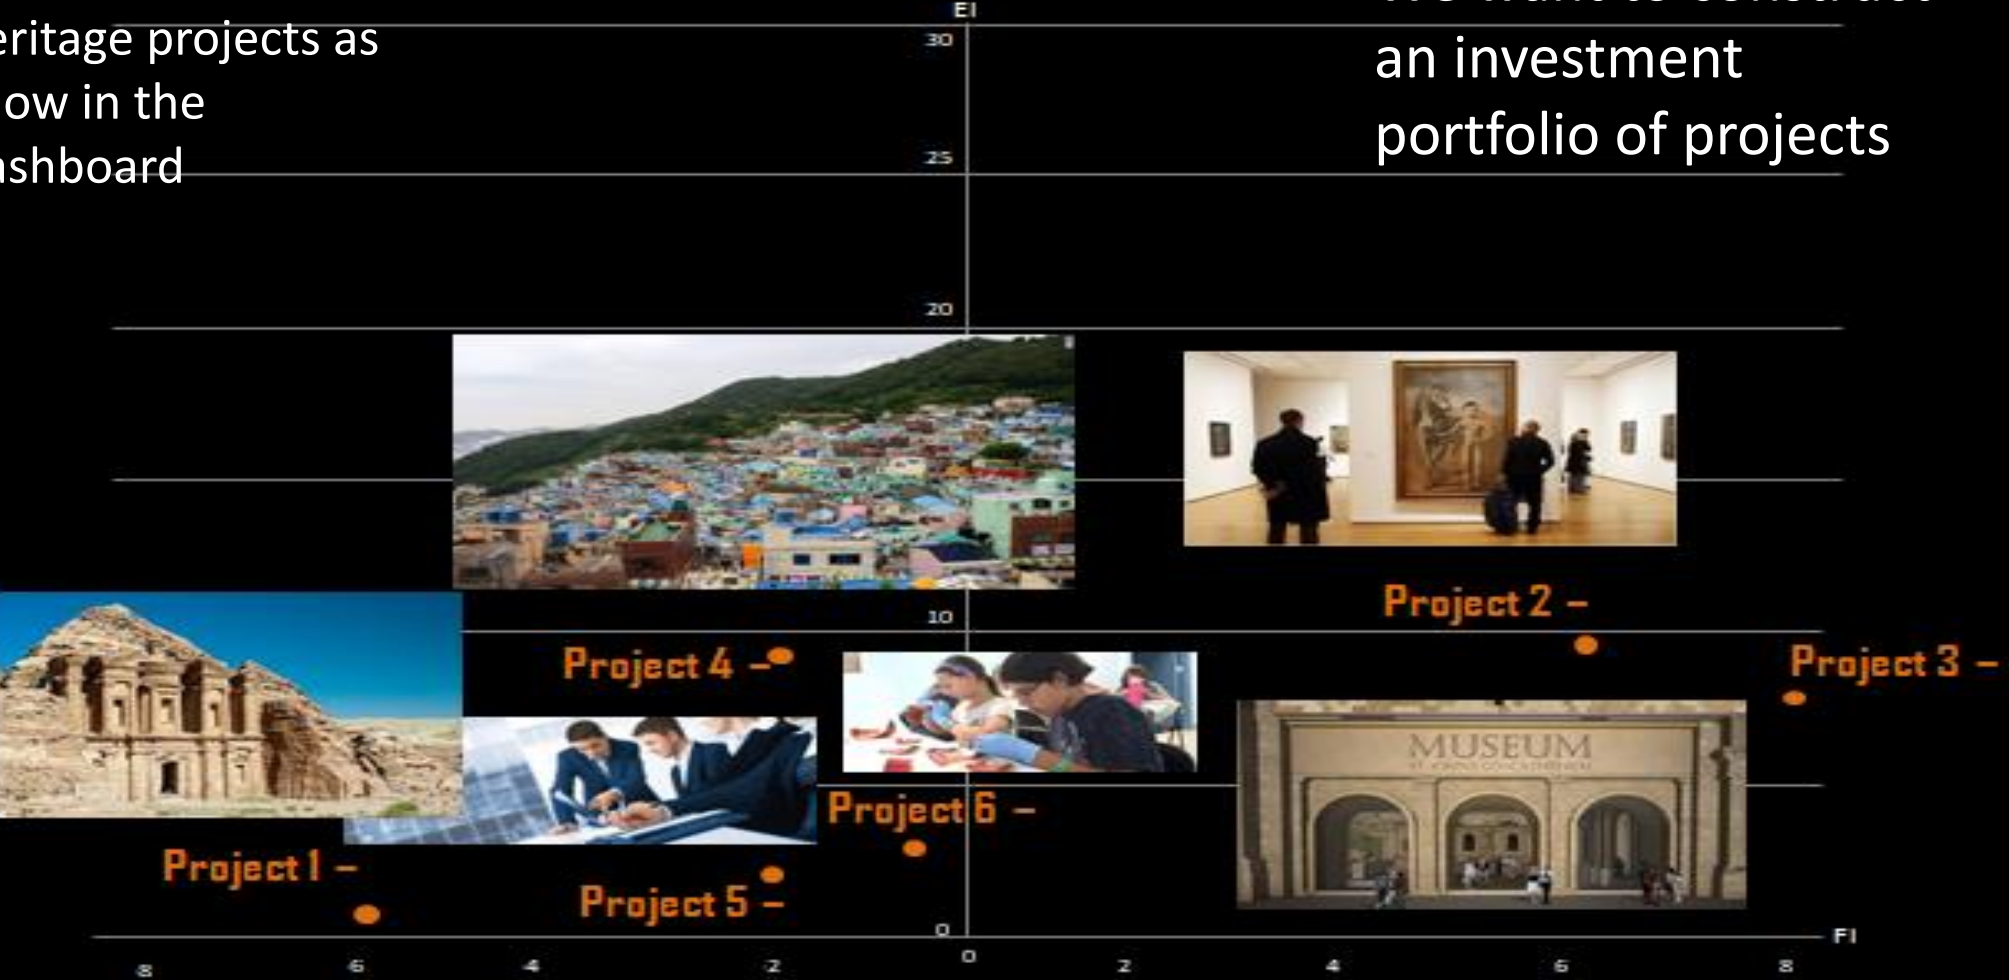 eritage projects as
ow in the
ashboard
an investment
portfolio of projects
EI
30
25
20
10
0
Project 2 –
Project 3 –
Project 4 –
MUSEUM
Project 6 –
Project 1 –
Project 5 –
FI
8
6
4
2
0
2
4
6
8